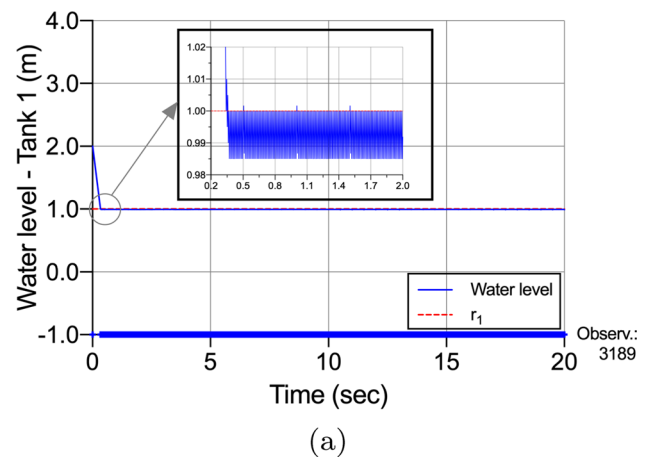 Water level - Tank 1 (m)
4.0
3.0
2.0
1.0
0.0
-1.0
1.02
1.01
1.00
0.99
0.98
0.2 0.5 0.8 1.1 1.4 1.7 2.0
Water level
r₁
Observ.:
3189
0 5 10 15 20
Time (sec)
(a)